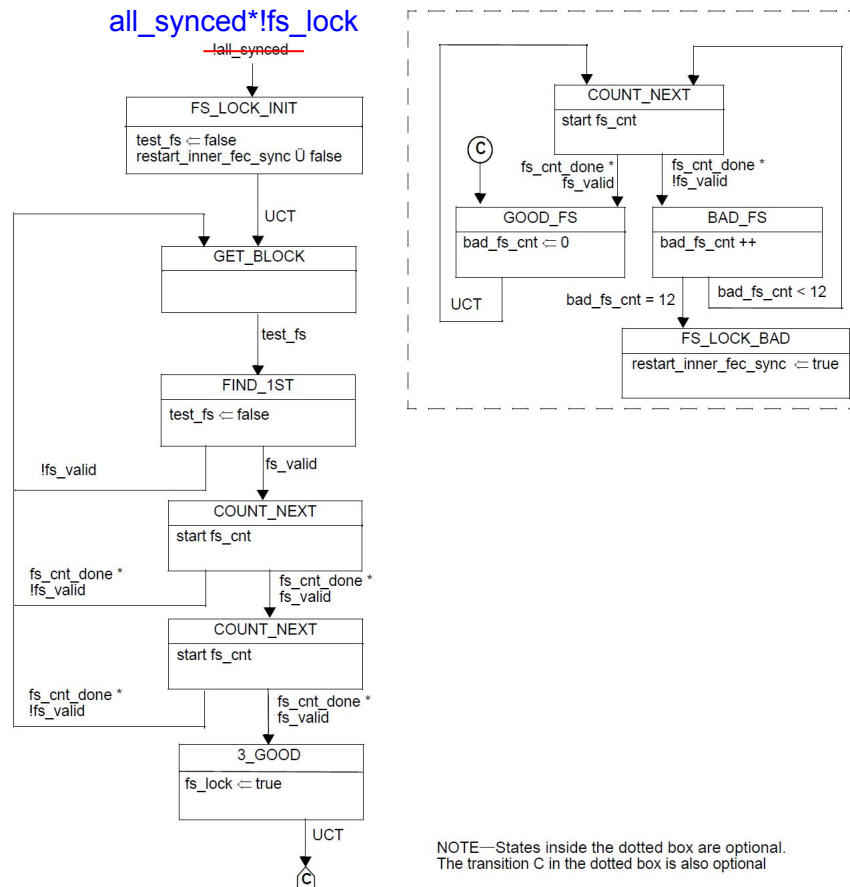 all_synced*!fs_lock
!all_synced
FS_LOCK_INIT
test_fs ⇐ false
restart_inner_fec_sync Ü false
UCT
GET_BLOCK
test_fs
FIND_1ST
test_fs ⇐ false
!fs_valid
fs_valid
COUNT_NEXT
start fs_cnt
fs_cnt_done *
!fs_valid
fs_cnt_done *
fs_valid
COUNT_NEXT
start fs_cnt
fs_cnt_done *
!fs_valid
fs_cnt_done *
fs_valid
3_GOOD
fs_lock ⇐ true
UCT
C
COUNT_NEXT
start fs_cnt
C
fs_cnt_done *
fs_valid
fs_cnt_done *
!fs_valid
GOOD_FS
bad_fs_cnt ⇐ 0
BAD_FS
bad_fs_cnt ++
UCT
bad_fs_cnt = 12
bad_fs_cnt < 12
FS_LOCK_BAD
restart_inner_fec_sync ⇐ true
NOTE—States inside the dotted box are optional.
The transition C in the dotted box is also optional